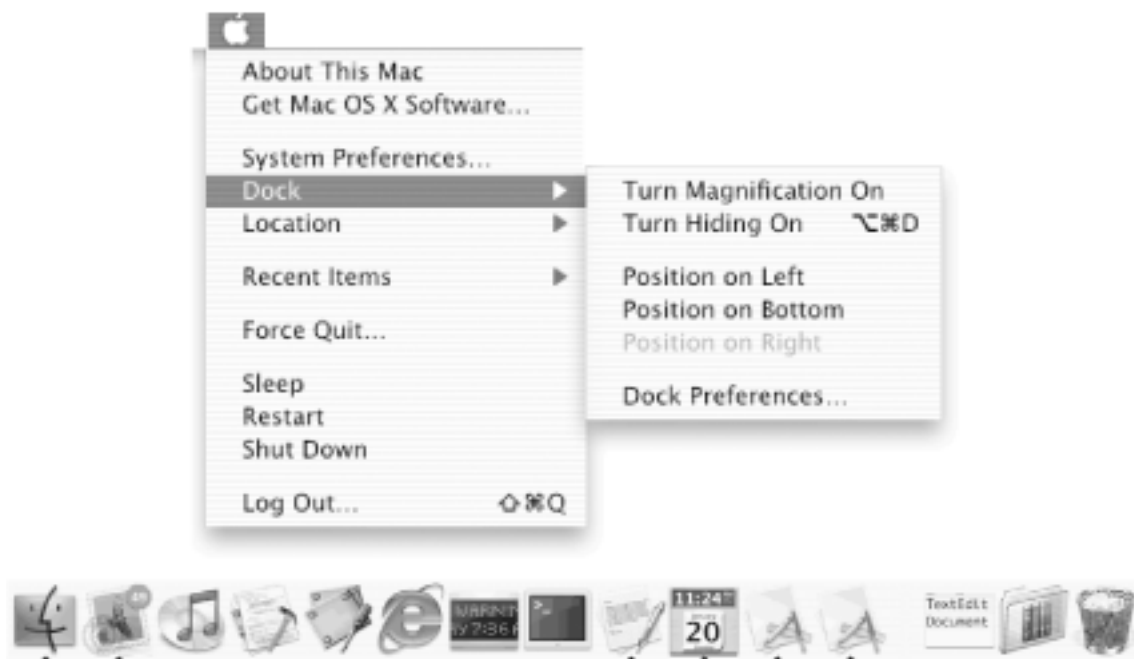 About This Mac
Get Mac OS X Software...
System Preferences...
Dock
Location
Recent Items
Force Quit...
Sleep
Restart
Shut Down
Log Out... ⇧⌘Q
Turn Magnification On
Turn Hiding On ⌥⌘D
Position on Left
Position on Bottom
Position on Right
Dock Preferences...
11:24
20
TextEdit
Document